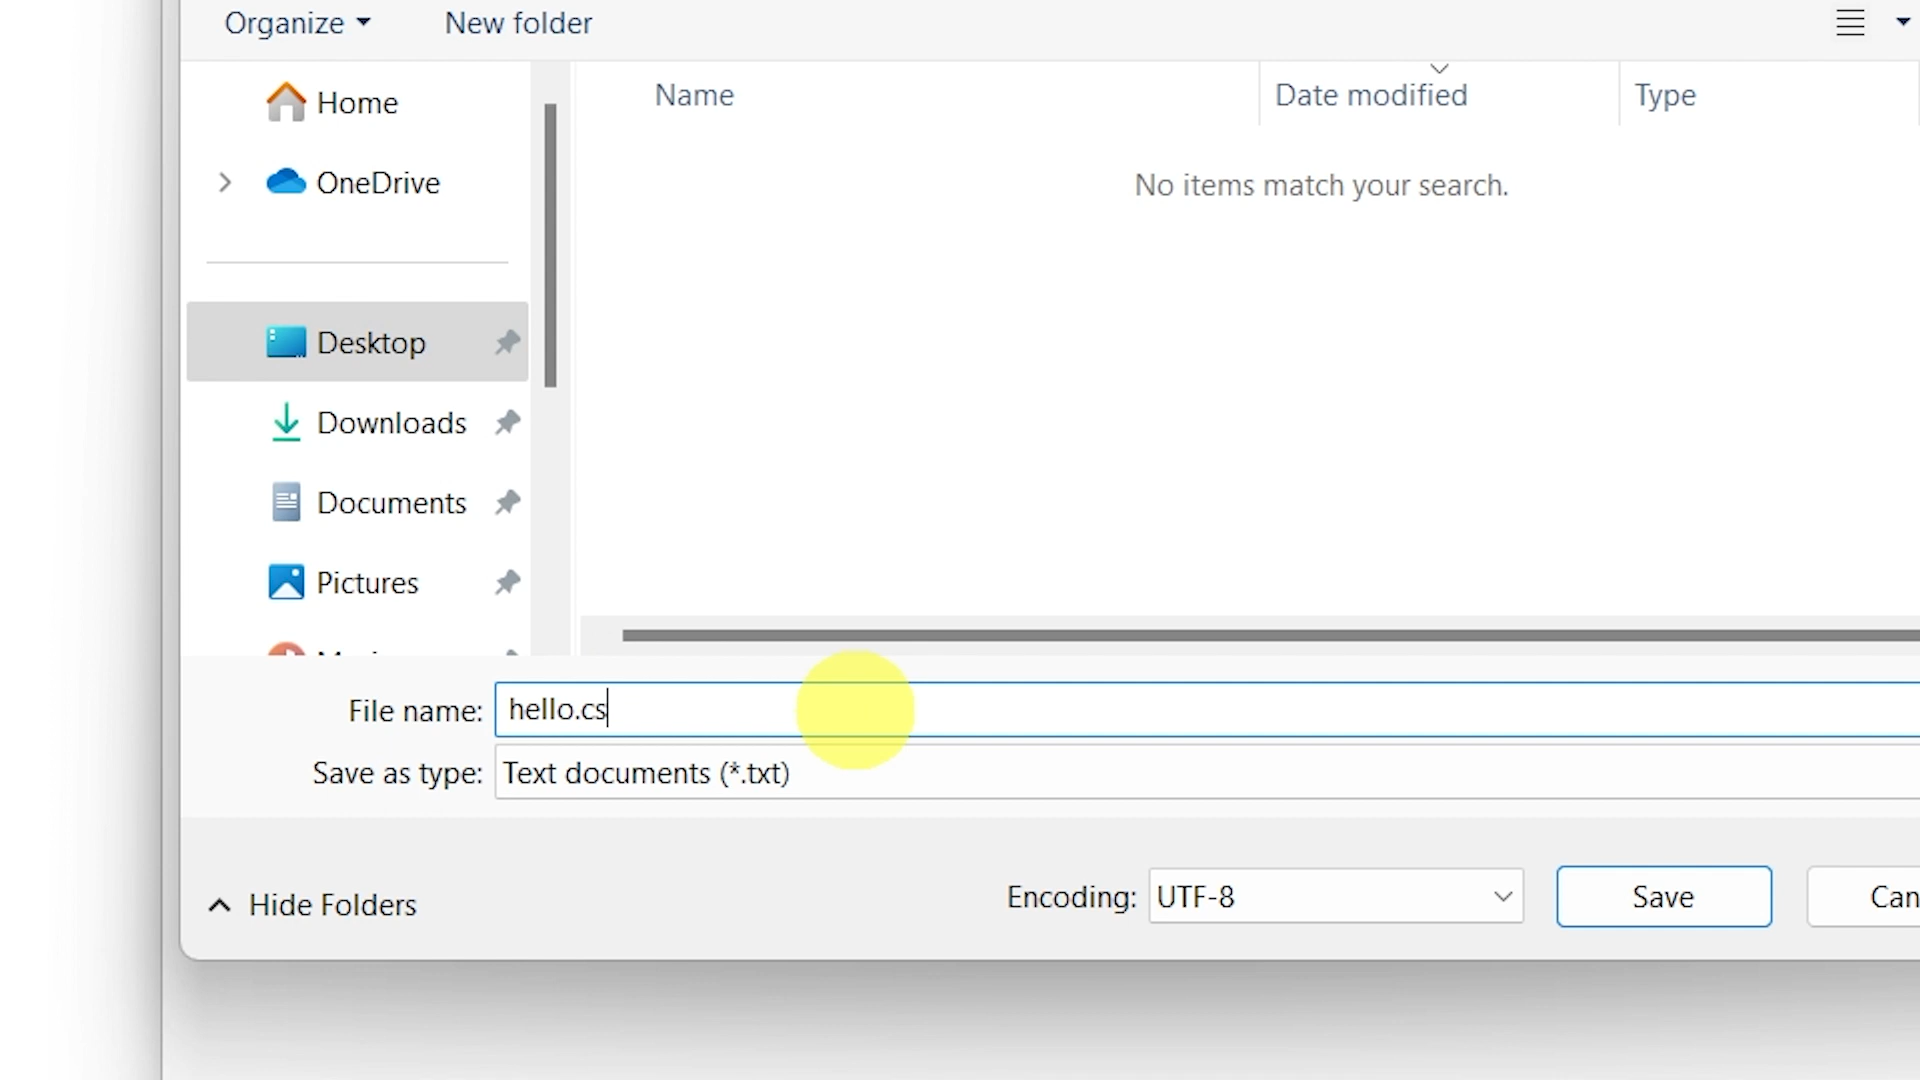 Organize New folder
Name Date modified Type
No items match your search.
Home
OneDrive
Desktop
Downloads
Documents
Pictures
File name: hello.cs
Save as type: Text documents (*.txt)
Hide Folders Encoding: UTF-8 Save Can